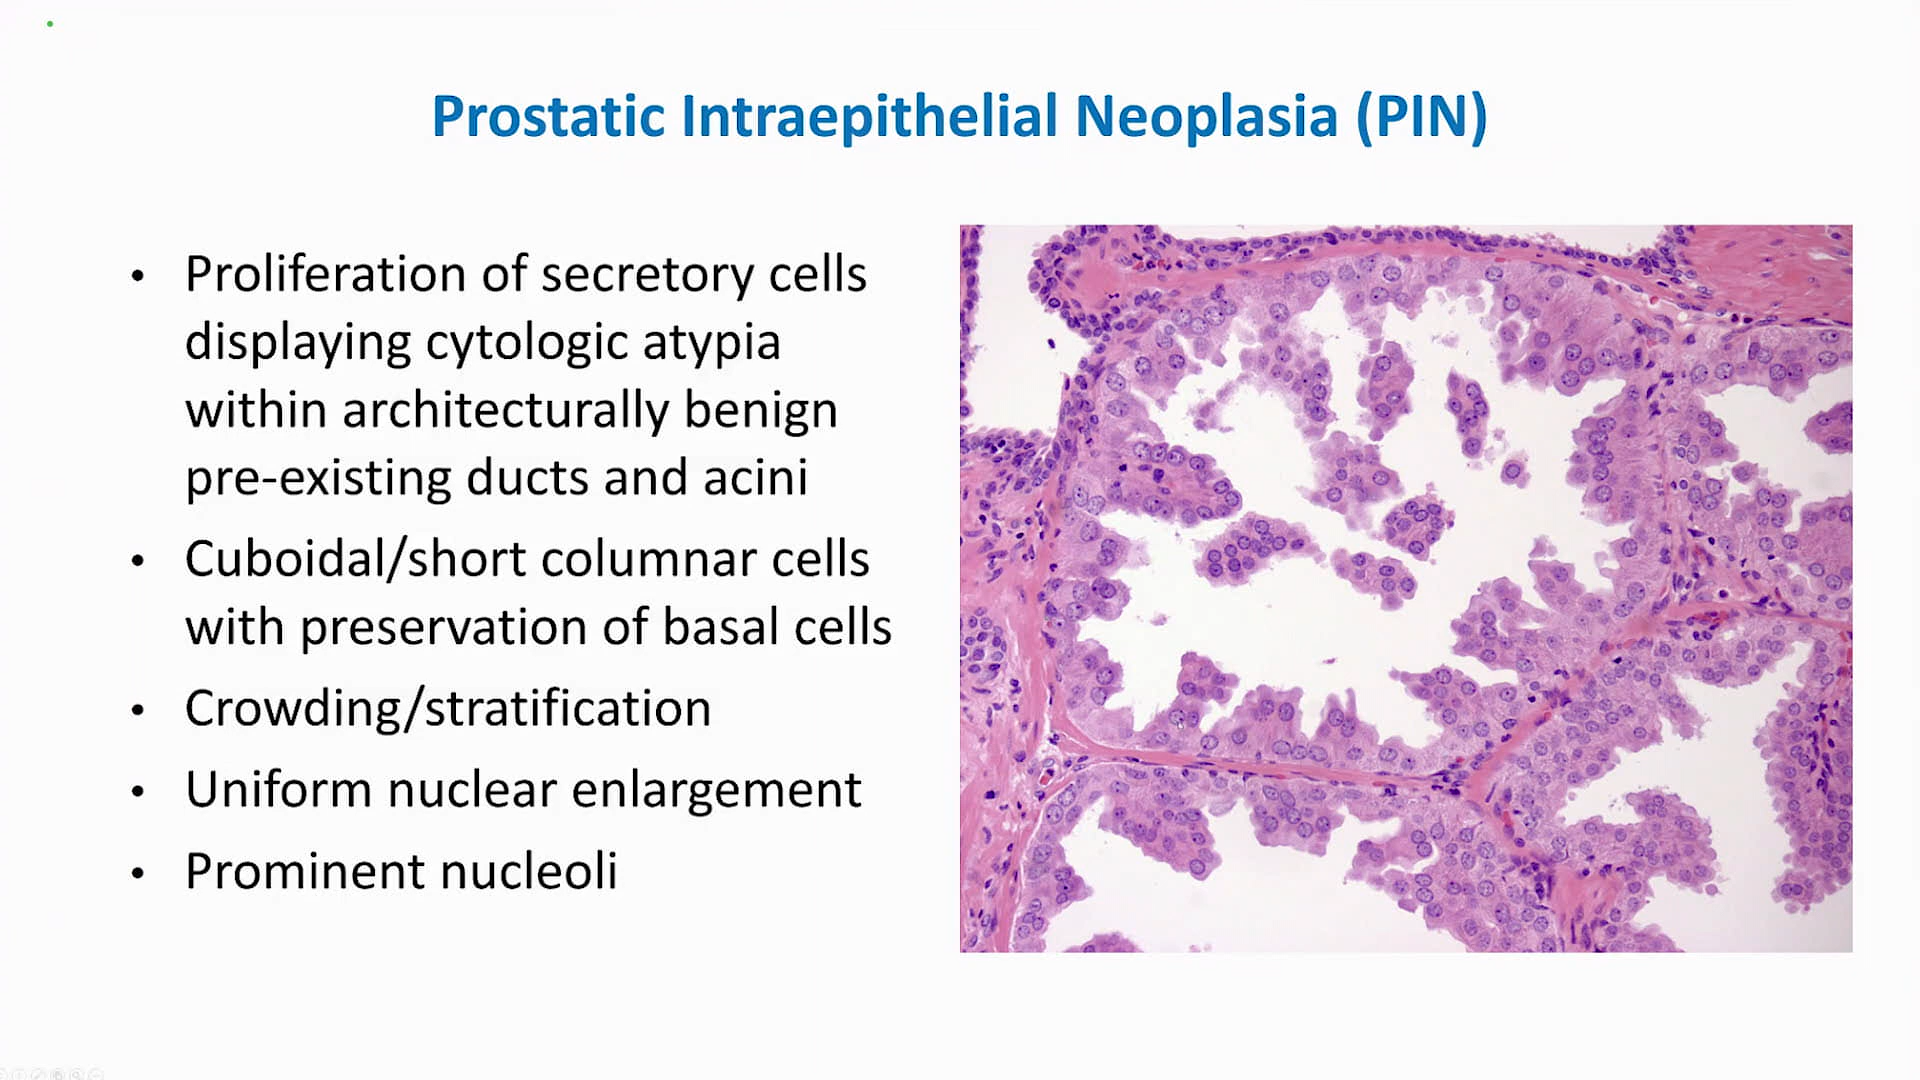 Prostatic Intraepithelial Neoplasia (PIN)
• Proliferation of secretory cells
displaying cytologic atypia
within architecturally benign
pre-existing ducts and acini
• Cuboidal/short columnar cells
with preservation of basal cells
• Crowding/stratification
• Uniform nuclear enlargement
• Prominent nucleoli